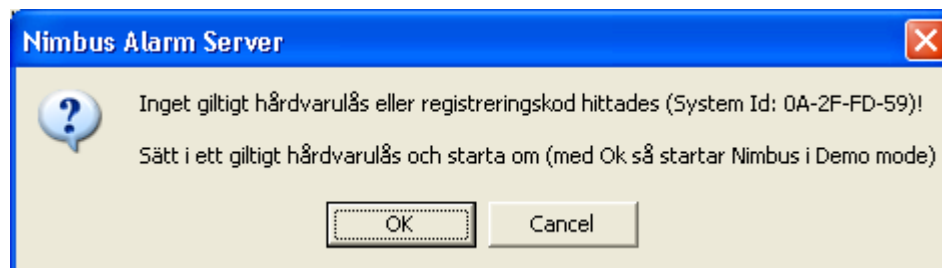 Nimbus Alarm Server
Inget giltigt hårdvarulås eller registreringskod hittades (System Id: 0A-2F-FD-59)!
Sätt i ett giltigt hårdvarulås och starta om (med Ok så startar Nimbus i Demo mode)
OK
Cancel